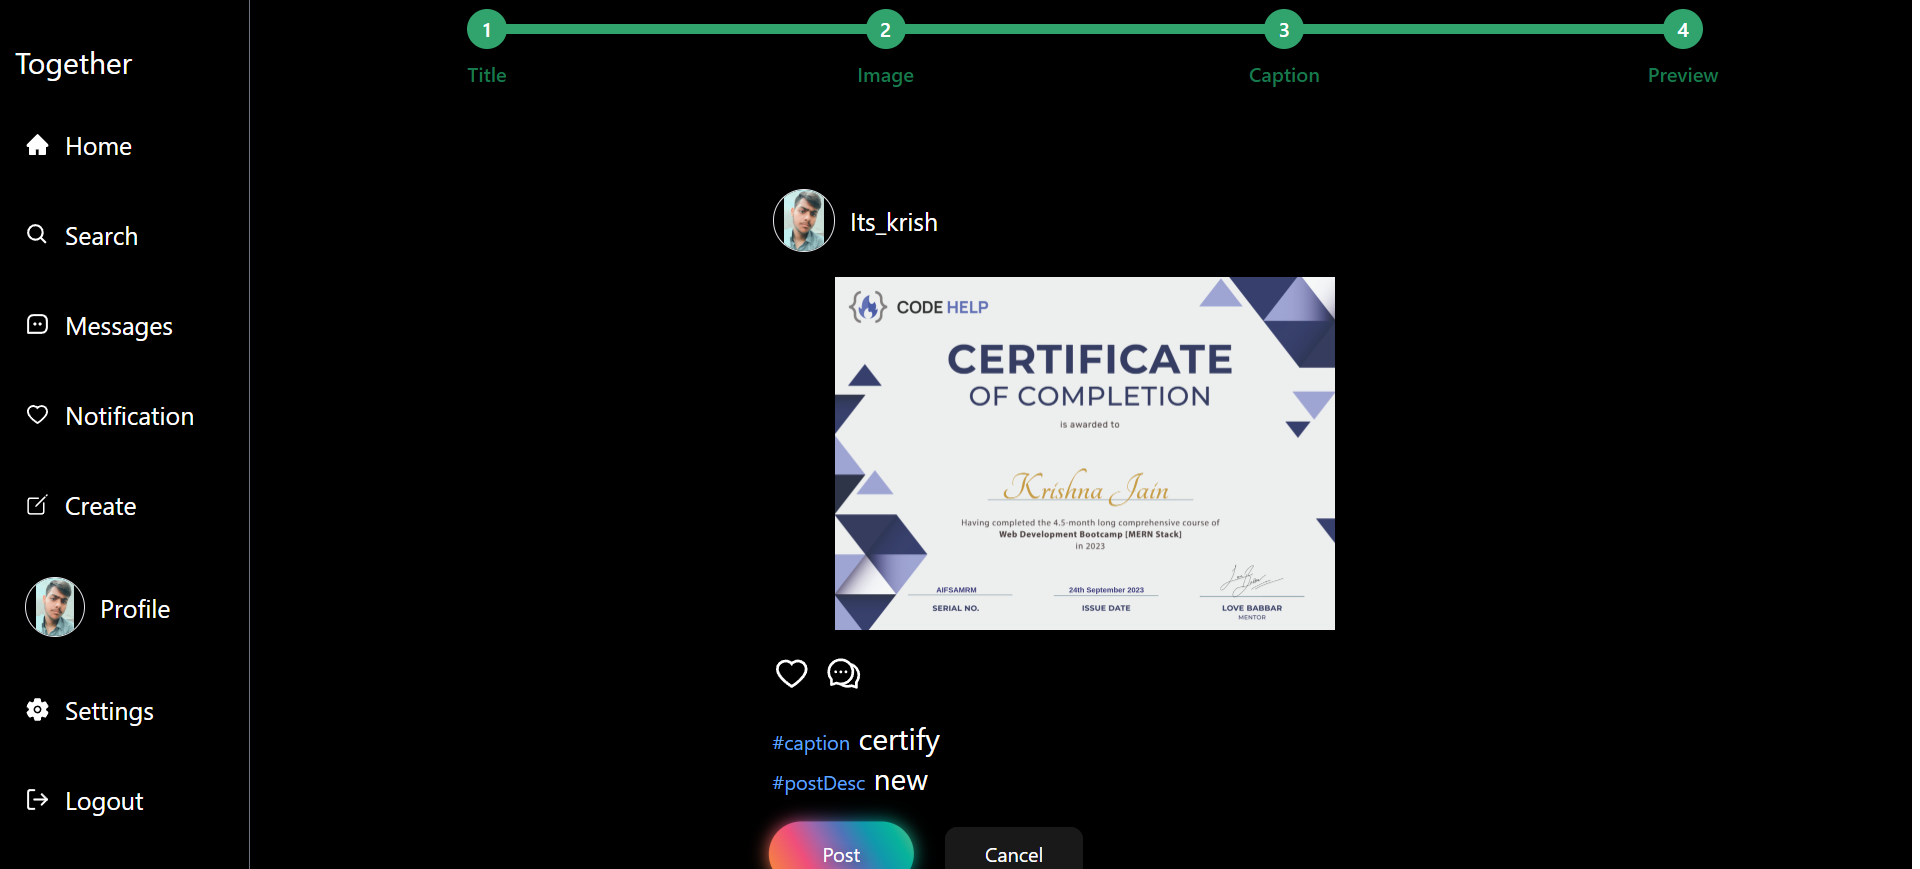 Together
Home
Search
Messages
Notification
Create
Profile
Settings
Logout
1 2 3 4
Title Image Caption Preview
Its_krish
CODE HELP
CERTIFICATE
OF COMPLETION
is awarded to
Krishna Jain
Having completed the 4.5-month long comprehensive course of
Web Development Bootcamp [MERN Stack]
in 2023
AIFSAMRM 24th September 2023
SERIAL NO. ISSUE DATE LOVE BABBAR
MENTOR
#caption certify
#postDesc new
Post Cancel